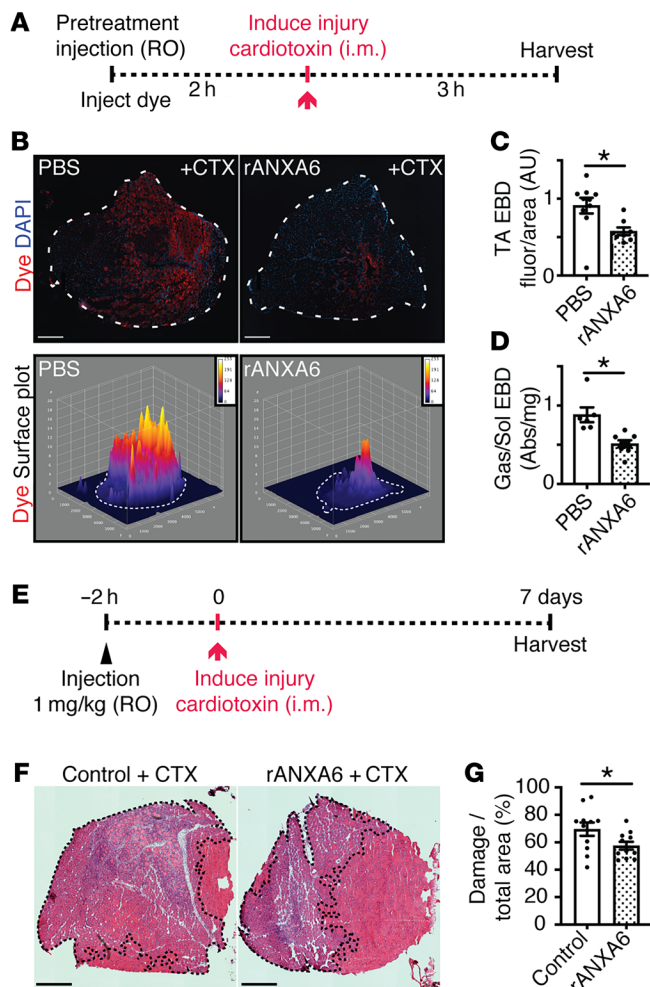 A
Pretreatment
injection (RO)
Induce injury
cardiotoxin (i.m.)
Harvest
2 h
3 h
Inject dye
B
PBS
+CTX
rANXA6
+CTX
Dye DAPI
PBS
rANXA6
Dye Surface plot
C
TA EBD
fluor/area (AU)
1
0
*
PBS
rANXA6
D
Gas/Sol EBD
(Abs/mg)
1
0
*
PBS
rANXA6
E
–2 h
0
7 days
Harvest
Injection
1 mg/kg (RO)
Induce injury
cardiotoxin (i.m.)
F
Control + CTX
rANXA6 + CTX
G
Damage /
total area (%)
100
80
60
40
20
0
*
Control
rANXA6